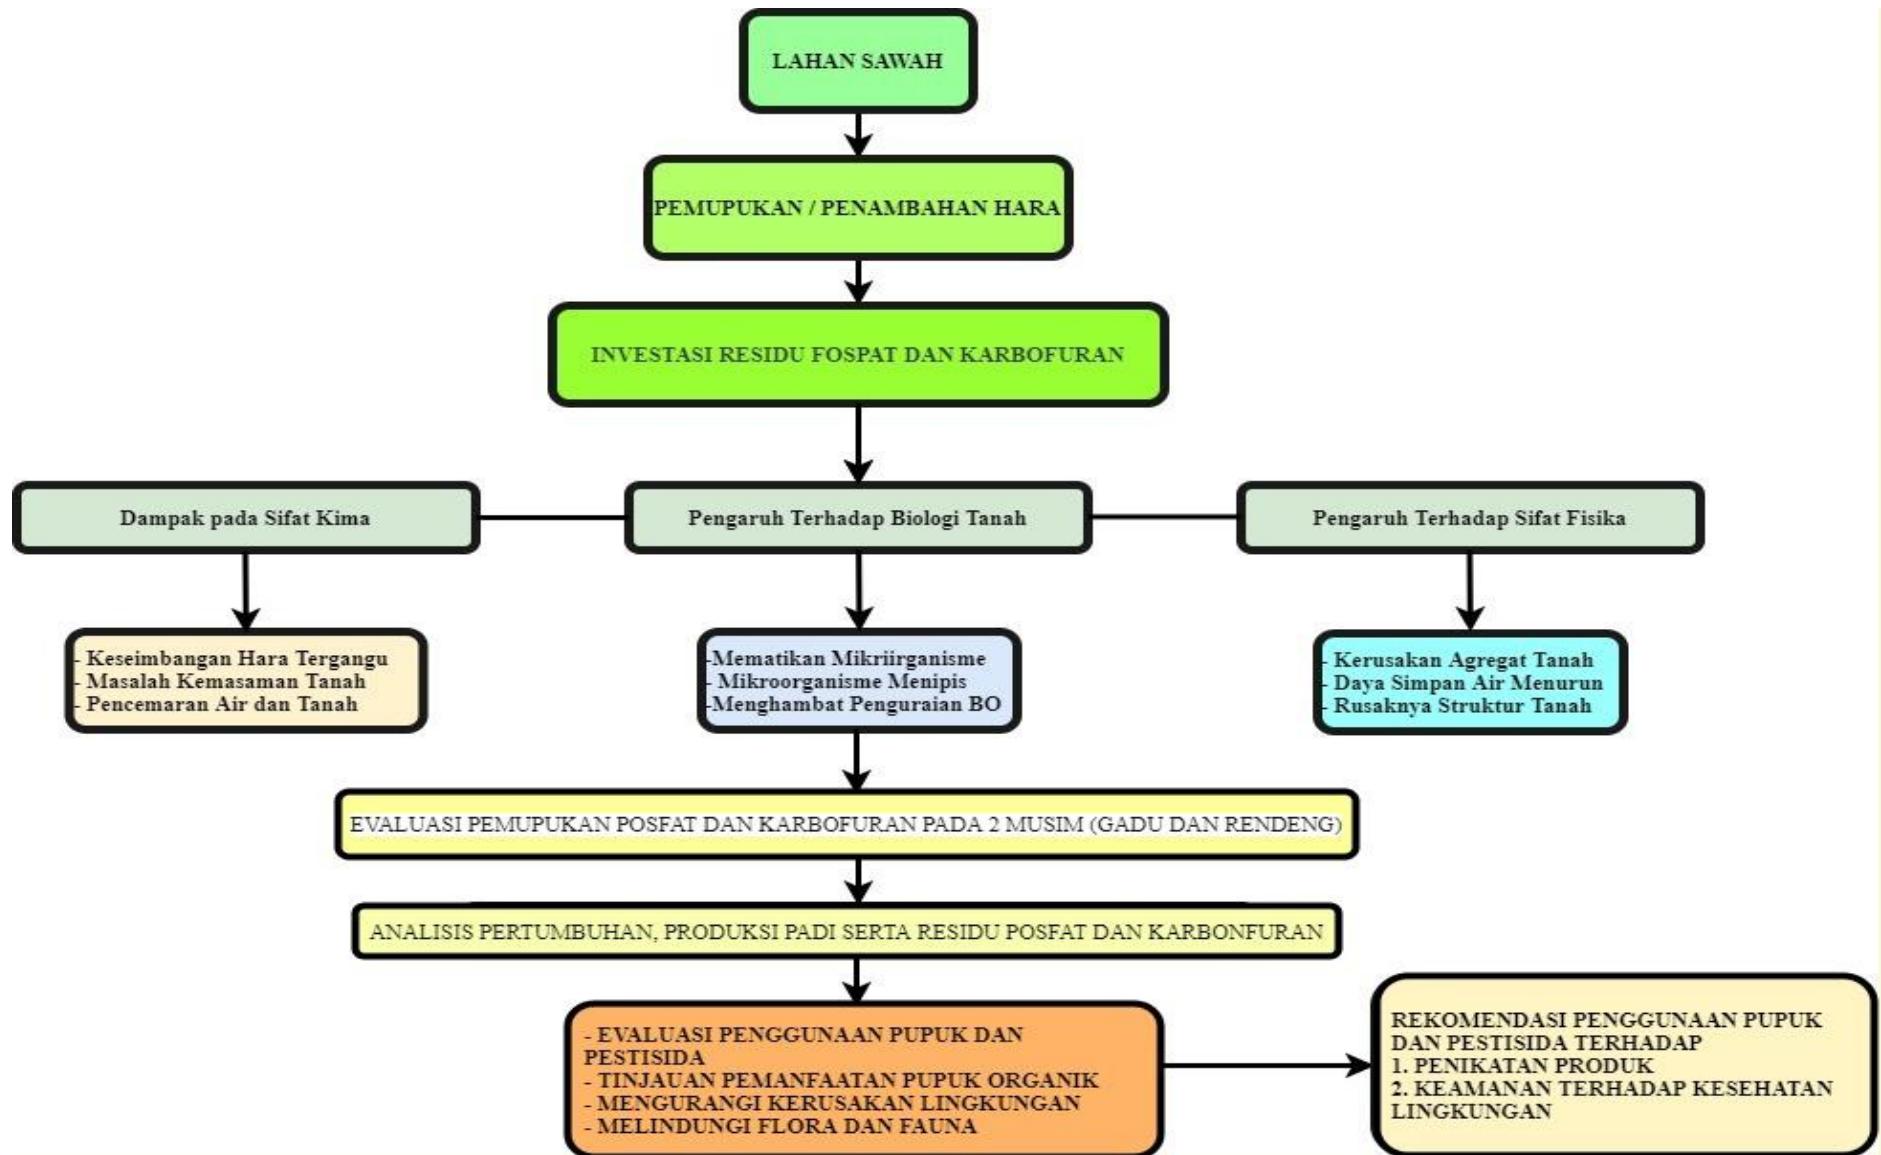 LAHAN SAWAH
PEMUPUKAN / PENAMBAHAN HARA
INVESTASI RESIDU FOSPAT DAN KARBOFURAN
Dampak pada Sifat Kima
Pengaruh Terhadap Biologi Tanah
Pengaruh Terhadap Sifat Fisika
- Keseimbangan Hara Tergangu
- Masalah Kemasaman Tanah
- Pencemaran Air dan Tanah
-Mematikan Mikriirganisme
- Mikroorganisme Menipis
-Menghambat Penguraian BO
- Kerusakan Agregat Tanah
- Daya Simpan Air Menurun
- Rusaknya Struktur Tanah
EVALUASI PEMUPUKAN POSFAT DAN KARBOFURAN PADA 2 MUSIM (GADU DAN RENDENG)
ANALISIS PERTUMBUHAN, PRODUKSI PADI SERTA RESIDU POSFAT DAN KARBONFURAN
- EVALUASI PENGGUNAAN PUPUK DAN
PESTISIDA
- TINJAUAN PEMANFAATAN PUPUK ORGANIK
- MENGURANGI KERUSAKAN LINGKUNGAN
- MELINDUNGI FLORA DAN FAUNA
REKOMENDASI PENGGUNAAN PUPUK
DAN PESTISIDA TERHADAP
1. PENIKATAN PRODUK
2. KEAMANAN TERHADAP KESEHATAN
LINGKUNGAN